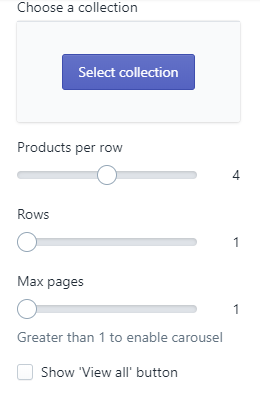 Choose a collection
Select collection
Products per row
4
Rows
1
Max pages
1
Greater than 1 to enable carousel
Show 'View all' button